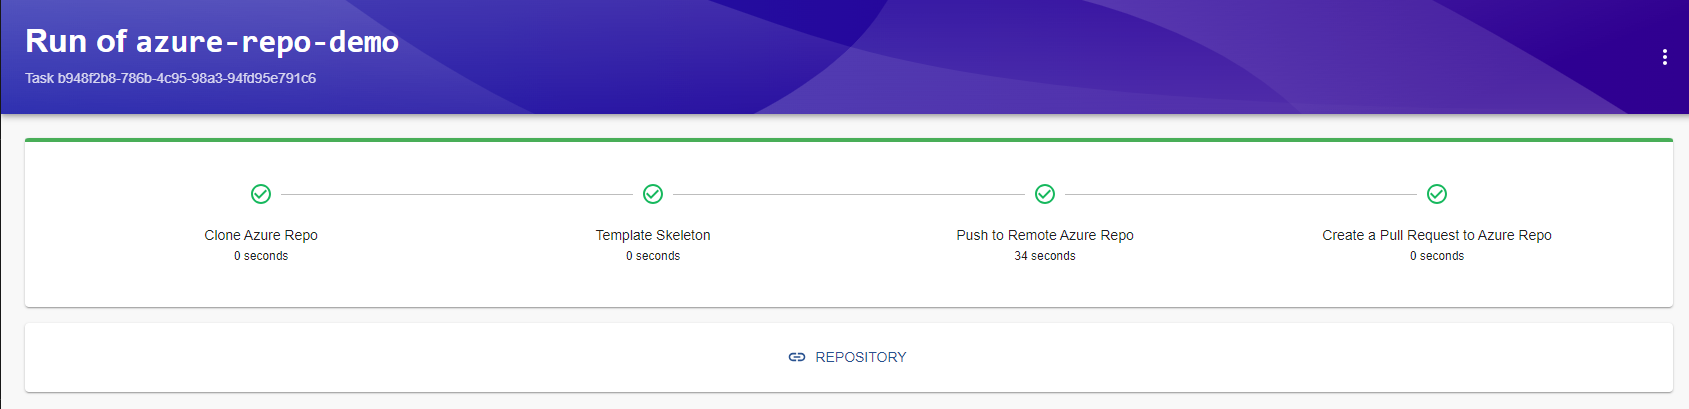 Run of azure-repo-demo
Task b948f2b8-786b-4c95-98a3-94fd95e791c6
Clone Azure Repo
0 seconds
Template Skeleton
0 seconds
Push to Remote Azure Repo
34 seconds
Create a Pull Request to Azure Repo
0 seconds
REPOSITORY